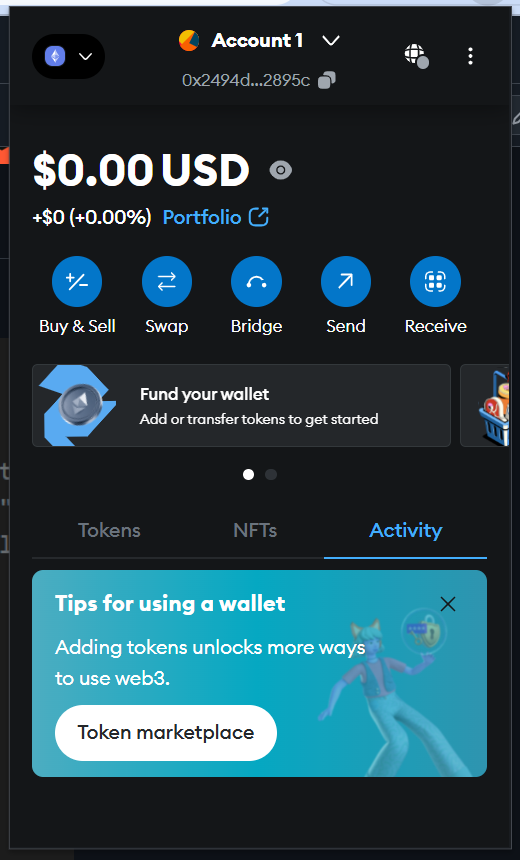 Account 1
0x2494d...2895c
$0.00 USD
+$0 (+0.00%) Portfolio
Buy & Sell Swap Bridge Send Receive
Fund your wallet
Add or transfer tokens to get started
Tokens NFTs Activity
Tips for using a wallet
Adding tokens unlocks more ways
to use web3.
Token marketplace